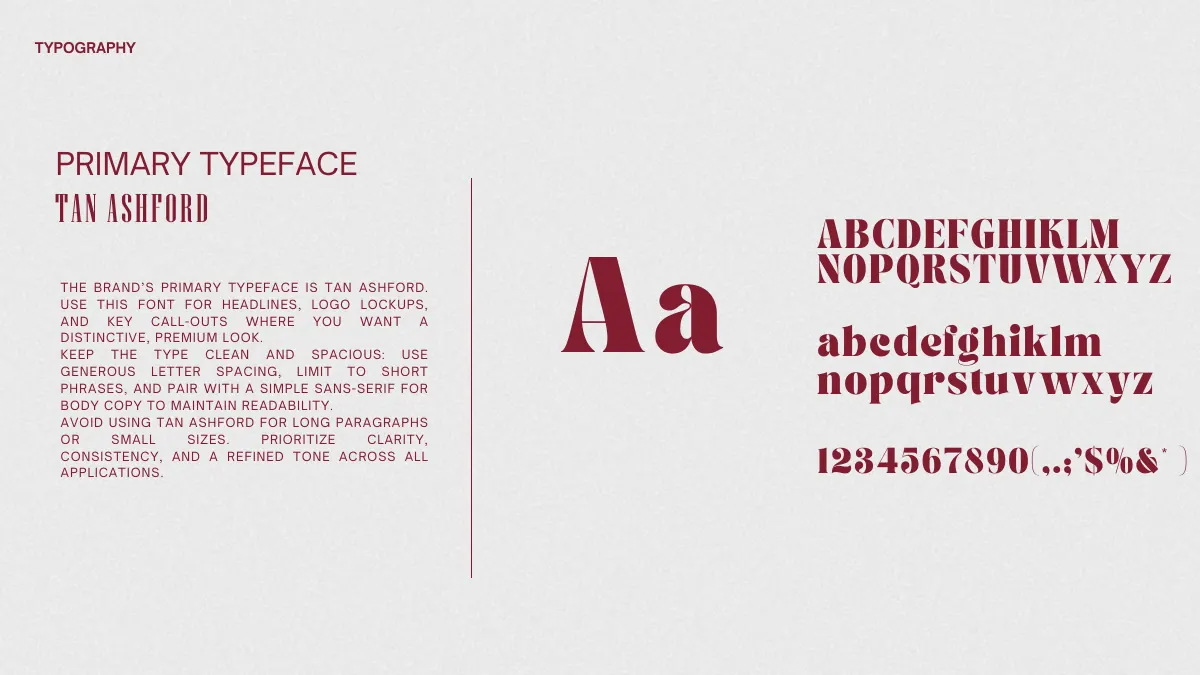 TYPOGRAPHY
PRIMARY TYPEFACE
TAN ASHFORD
THE BRAND’S PRIMARY TYPEFACE IS TAN ASHFORD.
USE THIS FONT FOR HEADLINES, LOGO LOCKUPS,
AND KEY CALL-OUTS WHERE YOU WANT A
DISTINCTIVE, PREMIUM LOOK.
KEEP THE TYPE CLEAN AND SPACIOUS: USE
GENEROUS LETTER SPACING, LIMIT TO SHORT
PHRASES, AND PAIR WITH A SIMPLE SANS-SERIF FOR
BODY COPY TO MAINTAIN READABILITY.
AVOID USING TAN ASHFORD FOR LONG PARAGRAPHS
OR SMALL SIZES. PRIORITIZE CLARITY,
CONSISTENCY, AND A REFINED TONE ACROSS ALL
APPLICATIONS.
Aa
ABCDEFGHIKLM
NOPQRSTUVWXYZ
abcdefghiklm
nopqrstuvwxyz
1234567890(,.;’$%&* )